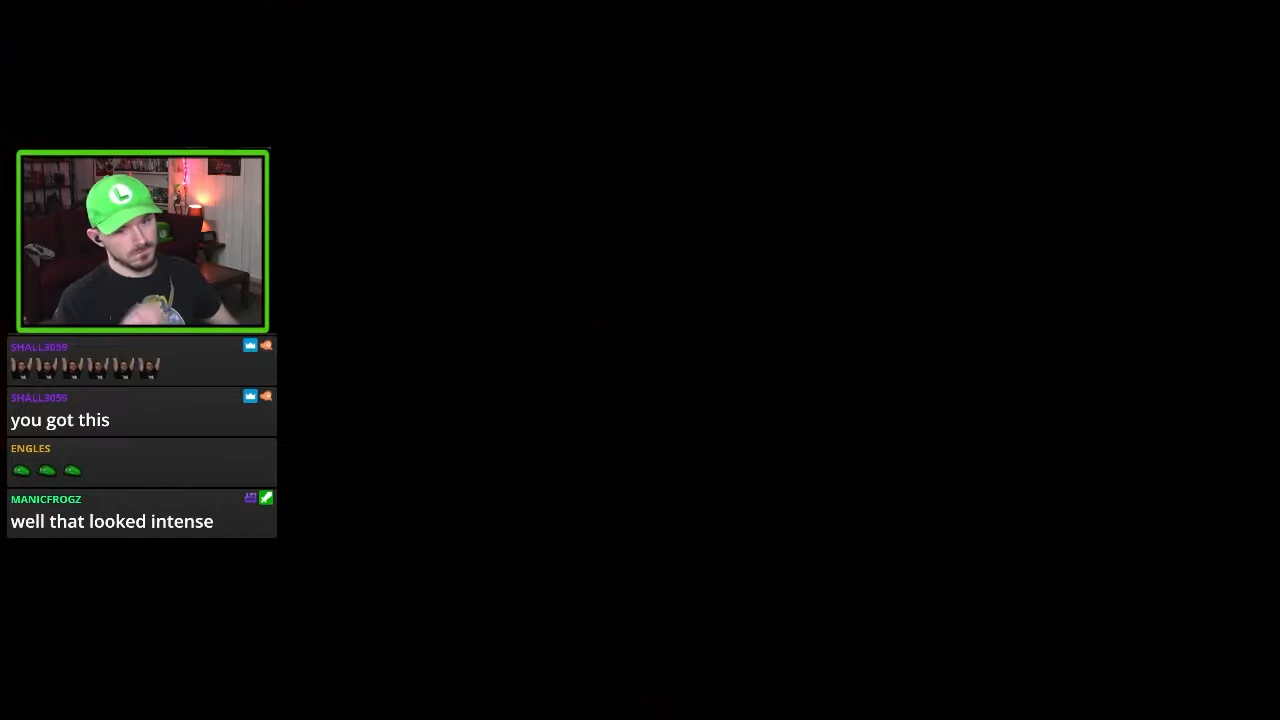 L
SHALL3059
SHALL3059
you got this
ENGLES
MANICFROGZ
well that looked intense